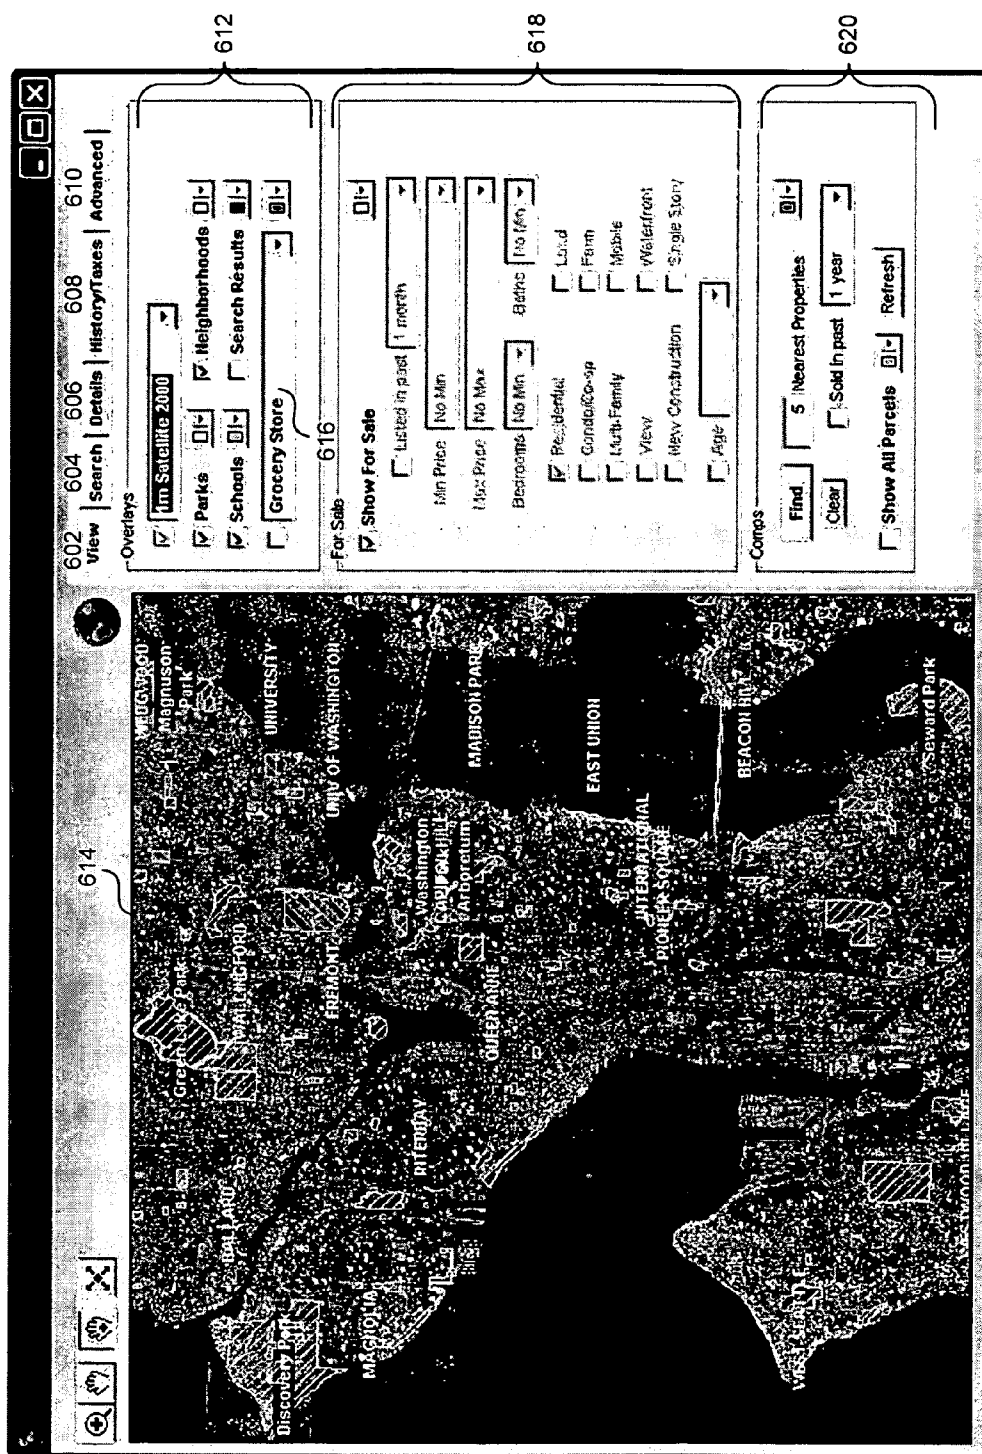 602 604 606 608 610
View Search Details History/Taxes Advanced
Overlays
1m Satellite 2000
Parks Neighborhoods
Schools Search Results
Grocery Store
616
612
For Sale
Show For Sale
Listed in past 1 month
Min Price No Min
Max Price No Max
Bedrooms No Min Baths No Min
Residential Land
Condo/Co-op Farm
Multi-Family Mobile
View Waterfront
New Construction Single Story
Age
618
Comps
Find 5 Nearest Properties
Clear Sold in past 1 year
Show All Parcels Refresh
620
614
Magnuson
Park
Green Lake Park
UNIVERSITY
WALLINGFORD
BALLARD
Discovery Park
FREMONT
UNIV OF WASHINGTON
MAGNOLIA
INTERBAY
Washington
CAPITOL HILL
Arboretum
MADISON PARK
QUEEN ANNE
EAST UNION
INTERNATIONAL
PIONEER SQUARE
BEACON HILL
WEST SEATTLE
Seward Park